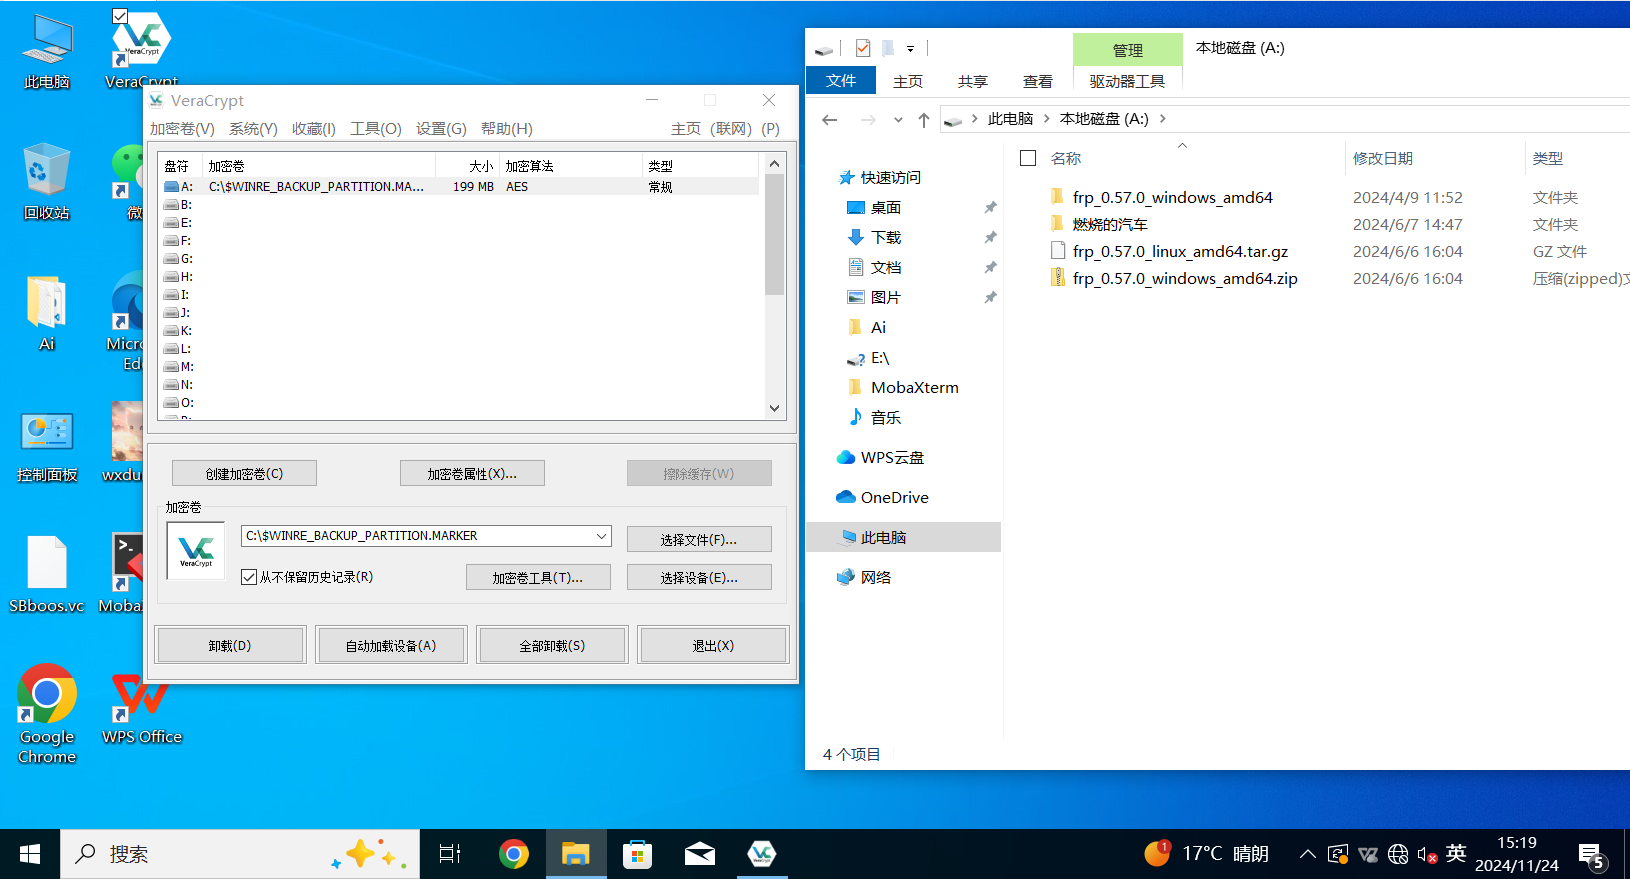 此电脑
VeraCrypt
回收站
微
Ai
控制面板
wxdu
SBboos.vc
Google
Chrome
WPS Office
VeraCrypt
加密卷(V) 系统(Y) 收藏(I) 工具(O) 设置(G) 帮助(H) 主页 (联网) (P)
盘符 加密卷 大小 加密算法 类型
A: C:\$WINRE_BACKUP_PARTITION.MA... 199 MB AES 常规
B:
E:
F:
G:
H:
I:
J:
K:
L:
M:
N:
O:
创建加密卷(C) 加密卷属性(X)... 擦除缓存(W)
加密卷
VeraCrypt
C:\$WINRE_BACKUP_PARTITION.MARKER 选择文件(F)...
从不保留历史记录(R) 加密卷工具(T)... 选择设备(E)...
卸载(D) 自动加载设备(A) 全部卸载(S) 退出(X)
管理 本地磁盘 (A:)
文件 主页 共享 查看 驱动器工具
此电脑 本地磁盘 (A:)
名称 修改日期 类型
快速访问
桌面
下载
文档
图片
Ai
E:\
MobaXterm
音乐
WPS云盘
OneDrive
此电脑
网络
frp_0.57.0_windows_amd64 2024/4/9 11:52 文件夹
燃烧的汽车 2024/6/7 14:47 文件夹
frp_0.57.0_linux_amd64.tar.gz 2024/6/6 16:04 GZ 文件
frp_0.57.0_windows_amd64.zip 2024/6/6 16:04 压缩(zipped)
4 个项目
搜索
1
17°C 晴朗
英
15:19
2024/11/24
5